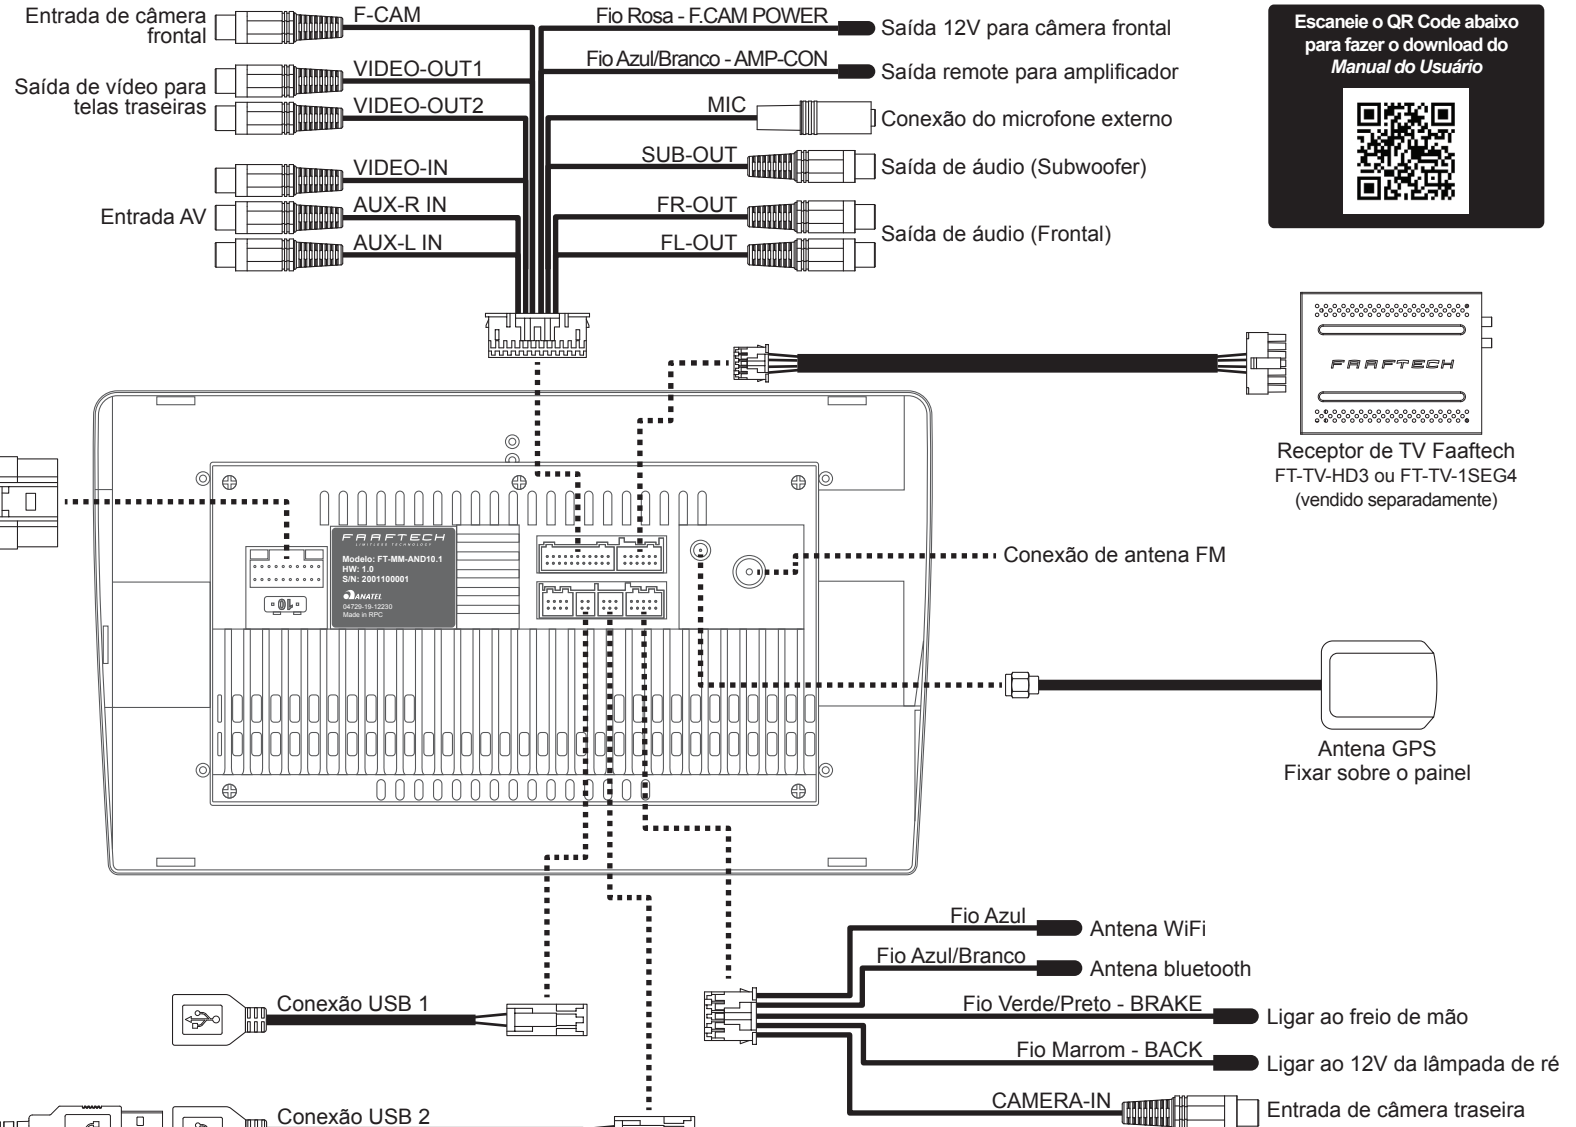 Entrada de câmera
frontal
F-CAM
Saída de vídeo para
telas traseiras
VIDEO-OUT1
VIDEO-OUT2
VIDEO-IN
Entrada AV
AUX-R IN
AUX-L IN
Fio Rosa - F.CAM POWER
Saída 12V para câmera frontal
Fio Azul/Branco - AMP-CON
Saída remote para amplificador
MIC
Conexão do microfone externo
SUB-OUT
Saída de áudio (Subwoofer)
FR-OUT
FL-OUT
Saída de áudio (Frontal)
Escaneie o QR Code abaixo
para fazer o download do
Manual do Usuário
FAAFTECH
Receptor de TV Faaftech
FT-TV-HD3 ou FT-TV-1SEG4
(vendido separadamente)
FAAFTECH
LIMITLESS TECHNOLOGY
Modelo: FT-MM-AND10.1
HW: 1.0
S/N: 2001100001
ANATEL
04729-19-12230
Made in RPC
10
Conexão de antena FM
Antena GPS
Fixar sobre o painel
Conexão USB 1
Conexão USB 2
Fio Azul
Antena WiFi
Fio Azul/Branco
Antena bluetooth
Fio Verde/Preto - BRAKE
Ligar ao freio de mão
Fio Marrom - BACK
Ligar ao 12V da lâmpada de ré
CAMERA-IN
Entrada de câmera traseira